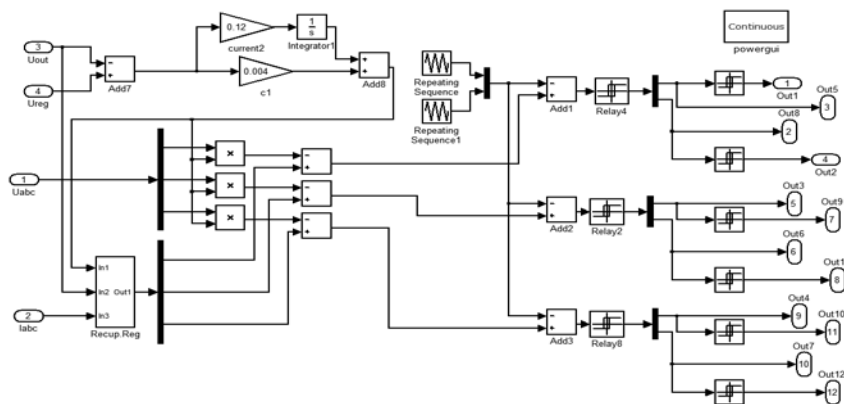 3
Uout
4
Ureg
Add7
0.12
current2
1
s
Integrator1
0.004
c1
Add8
Repeating
Sequence
Repeating
Sequence1
Continuous
powergui
Add1
Relay4
1
Out1
Out5
3
Out8
2
4
Out2
1
Uabc
×
×
×
Add2
Relay2
Out3
5
Out9
7
Out6
6
Out1
8
In1
In2
In3
Out1
Recup.Reg
2
Iabc
Add3
Relay8
Out4
9
Out10
11
Out7
10
Out12
12